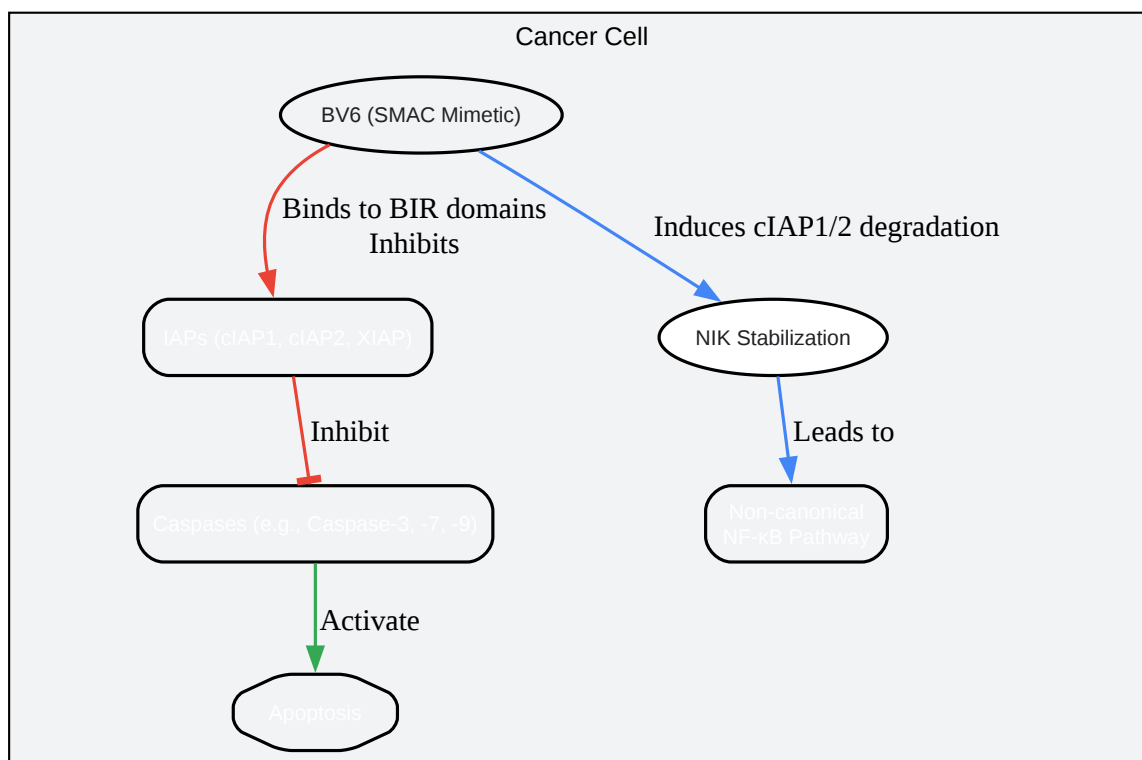 Cancer Cell
BV6 (SMAC Mimetic)
Binds to BIR domains
Inhibits
Induces cIAP1/2 degradation
IAPs (cIAP1, cIAP2, XIAP)
NIK Stabilization
Inhibit
Leads to
Caspases (e.g., Caspase-3, -7, -9)
Non-canonical
NF-κB Pathway
Activate
Apoptosis